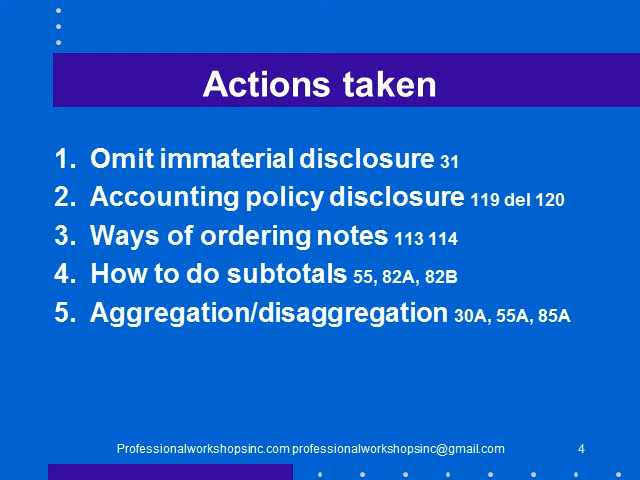 Actions taken
1. Omit immaterial disclosure 31
2. Accounting policy disclosure 119 del 120
3. Ways of ordering notes 113 114
4. How to do subtotals 55, 82A, 82B
5. Aggregation/disaggregation 30A, 55A, 85A
Professionalworkshopsinc.com professionalworkshopsinc@gmail.com 4